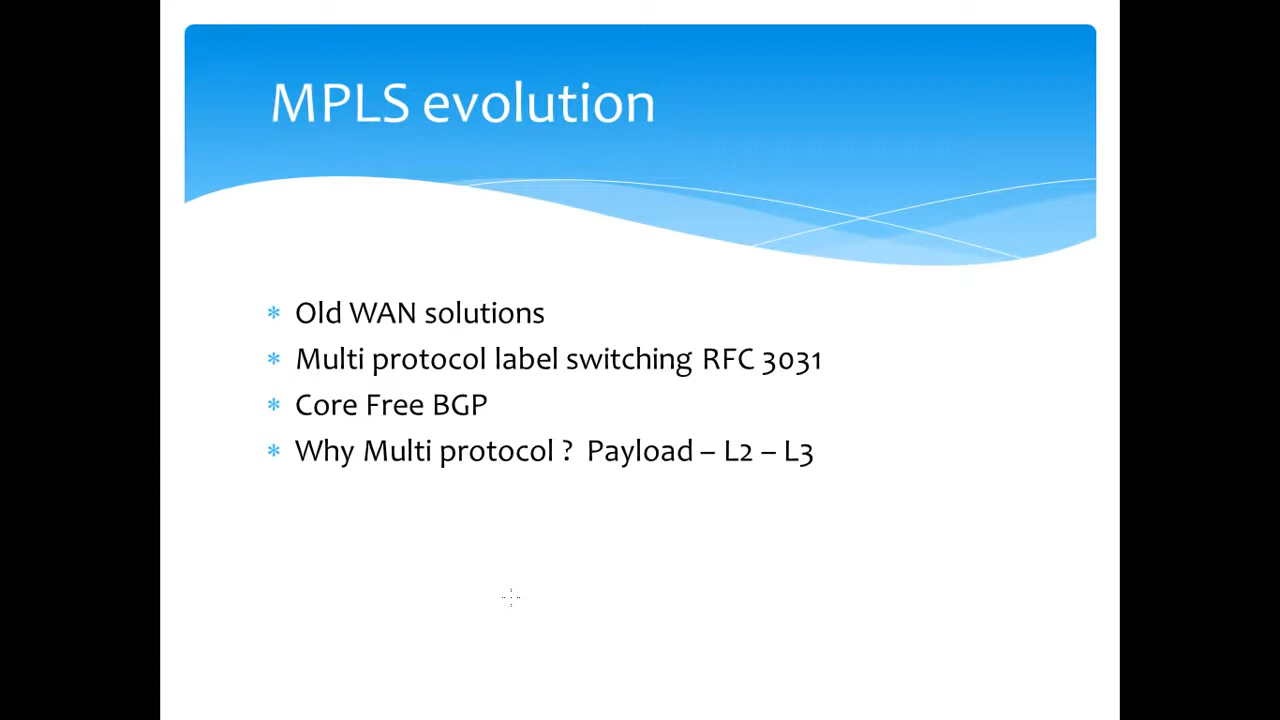 MPLS evolution
* Old WAN solutions
* Multi protocol label switching RFC 3031
* Core Free BGP
* Why Multi protocol ? Payload – L2 – L3